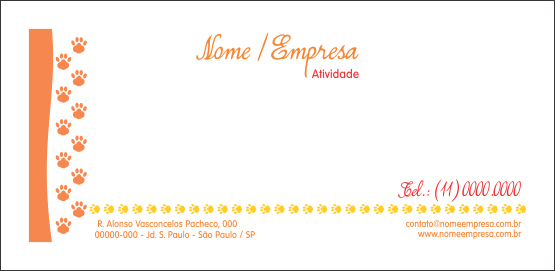 Nome / Empresa
Atividade
Tel.: (11) 0000.0000
R. Alonso Vasconcelos Pacheco, 000
00000-000 - Jd. S. Paulo - São Paulo / SP
contato@nomeempresa.com.br
www.nomeempresa.com.br